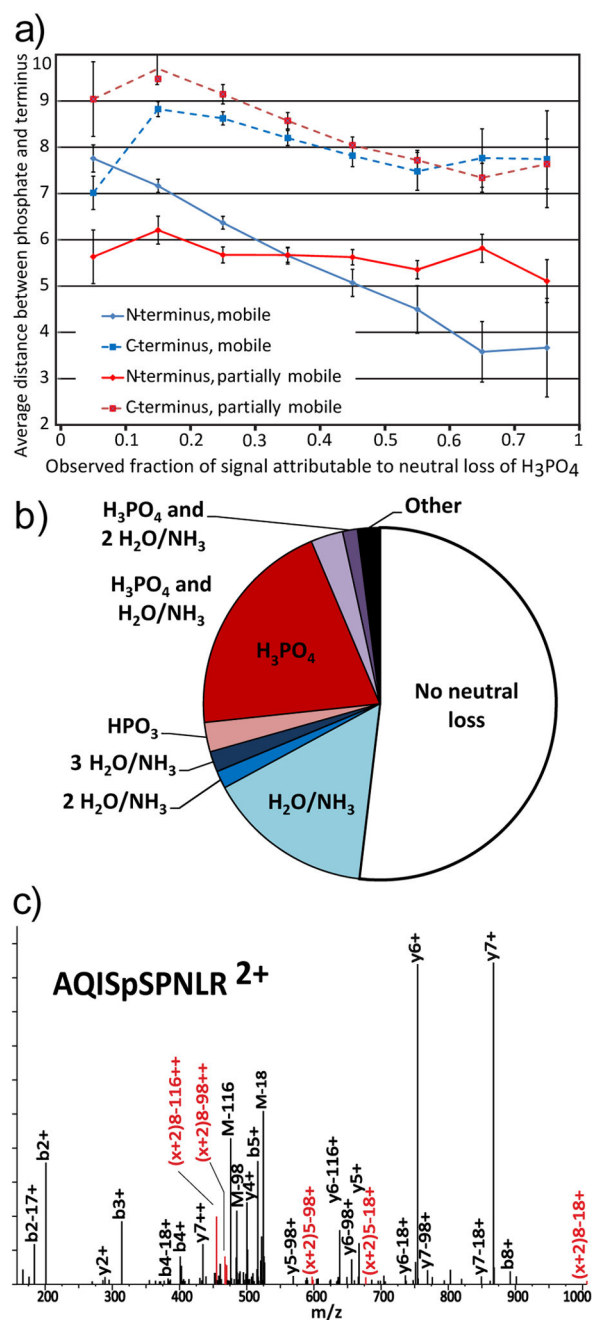 a)
Average distance between phosphate and terminus
10
9
8
7
6
5
4
3
2
N-terminus, mobile
C-terminus, mobile
N-terminus, partially mobile
C-terminus, partially mobile
0 0.1 0.2 0.3 0.4 0.5 0.6 0.7 1
Observed fraction of signal attributable to neutral loss of H₃PO₄
b)
H₃PO₄ and
2 H₂O/NH₃
Other
H₃PO₄ and
H₂O/NH₃
H₃PO₄
No neutral
loss
HPO₃
3 H₂O/NH₃
2 H₂O/NH₃
H₂O/NH₃
c)
AQISpSPNLR 2+
b2-17+
b2+
y2+
b3+
b4-18+
b4+
y7++
(x+2)8-116++
(x+2)8-98++
M-116
M-98
y4+
b5+
M-18
y5-98+
(x+2)5-98+
y6-116+
y6-98+
y5+
(x+2)5-18+
y6-18+
y6+
y7-98+
y7-18+
y7+
b8+
(x+2)8-18+
200 300 400 500 600 700 800 900 1000
m/z